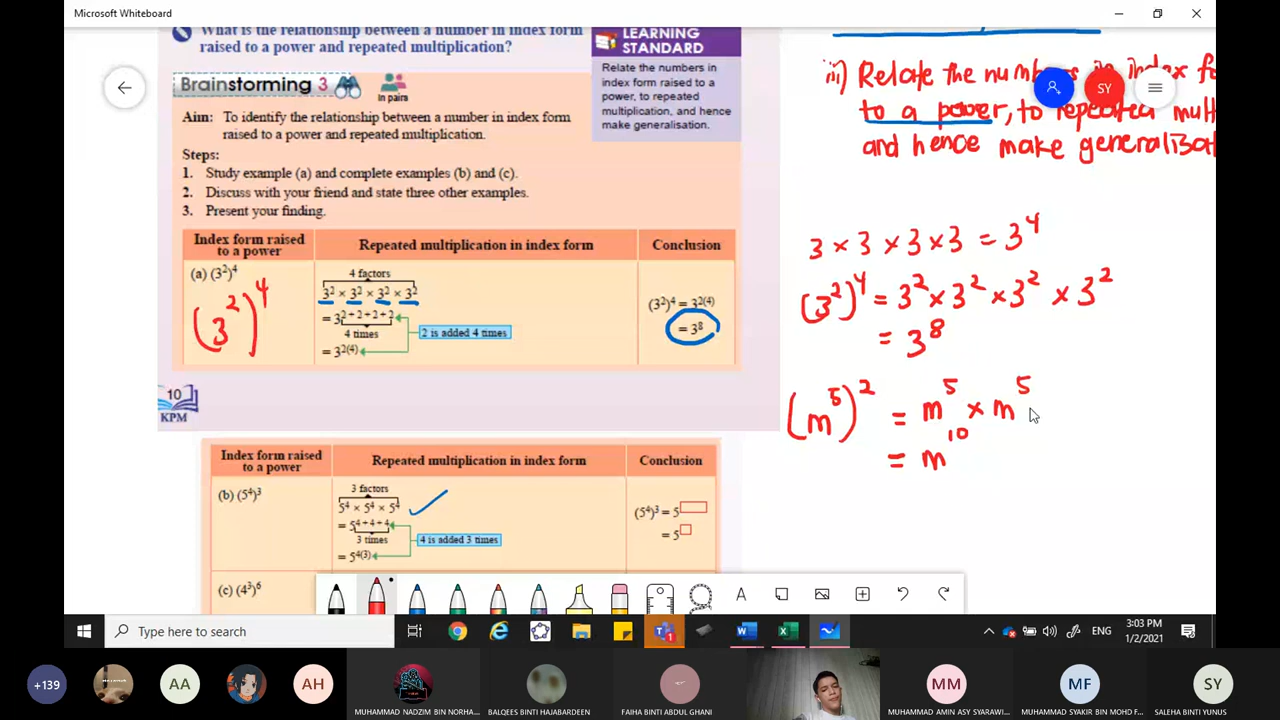 Microsoft Whiteboard
What is the relationship between a number in index form
raised to a power and repeated multiplication?
LEARNING
STANDARD
Relate the numbers in
index form raised to a
power, to repeated
multiplication, and hence
make generalisation.
Brainstorming 3
In pairs
Aim: To identify the relationship between a number in index form
raised to a power and repeated multiplication.
Steps:
1. Study example (a) and complete examples (b) and (c).
2. Discuss with your friend and state three other examples.
3. Present your finding.
Index form raised
to a power
Repeated multiplication in index form
Conclusion
(a) (3²)⁴
(3²)⁴
4 factors
3² × 3² × 3² × 3²
= 3²⁺²⁺²⁺²
4 times
2 is added 4 times
= 3²⁽⁴⁾
(3²)⁴ = 3²⁽⁴⁾
= 3⁸
10
KPM
Index form raised
to a power
Repeated multiplication in index form
Conclusion
(b) (5⁴)³
3 factors
5⁴ × 5⁴ × 5⁴
= 5⁴⁺⁴⁺⁴
3 times
4 is added 3 times
= 5⁴⁽³⁾
(5⁴)³ = 5
= 5
(c) (4³)⁶
iii) Relate the numbers in index fo
to a power, to repeated mult
and hence make generalisat
SY
3 × 3 × 3 × 3 = 3⁴
(3²)⁴ = 3² × 3² × 3² × 3²
= 3⁸
(m⁵)² = m⁵ × m⁵
= m¹⁰
A
Type here to search
ENG
3:03 PM
1/2/2021
+139
AA
AH
MM
MF
SY
MUHAMMAD NADZIM BIN NORHA...
BALQEES BINTI HAJABARDEEN
FAIHA BINTI ABDUL GHANI
MUHAMMAD AMIN ASY SYARAWI...
MUHAMMAD SYAKIR BIN MOHD F...
SALEHA BINTI YUNUS